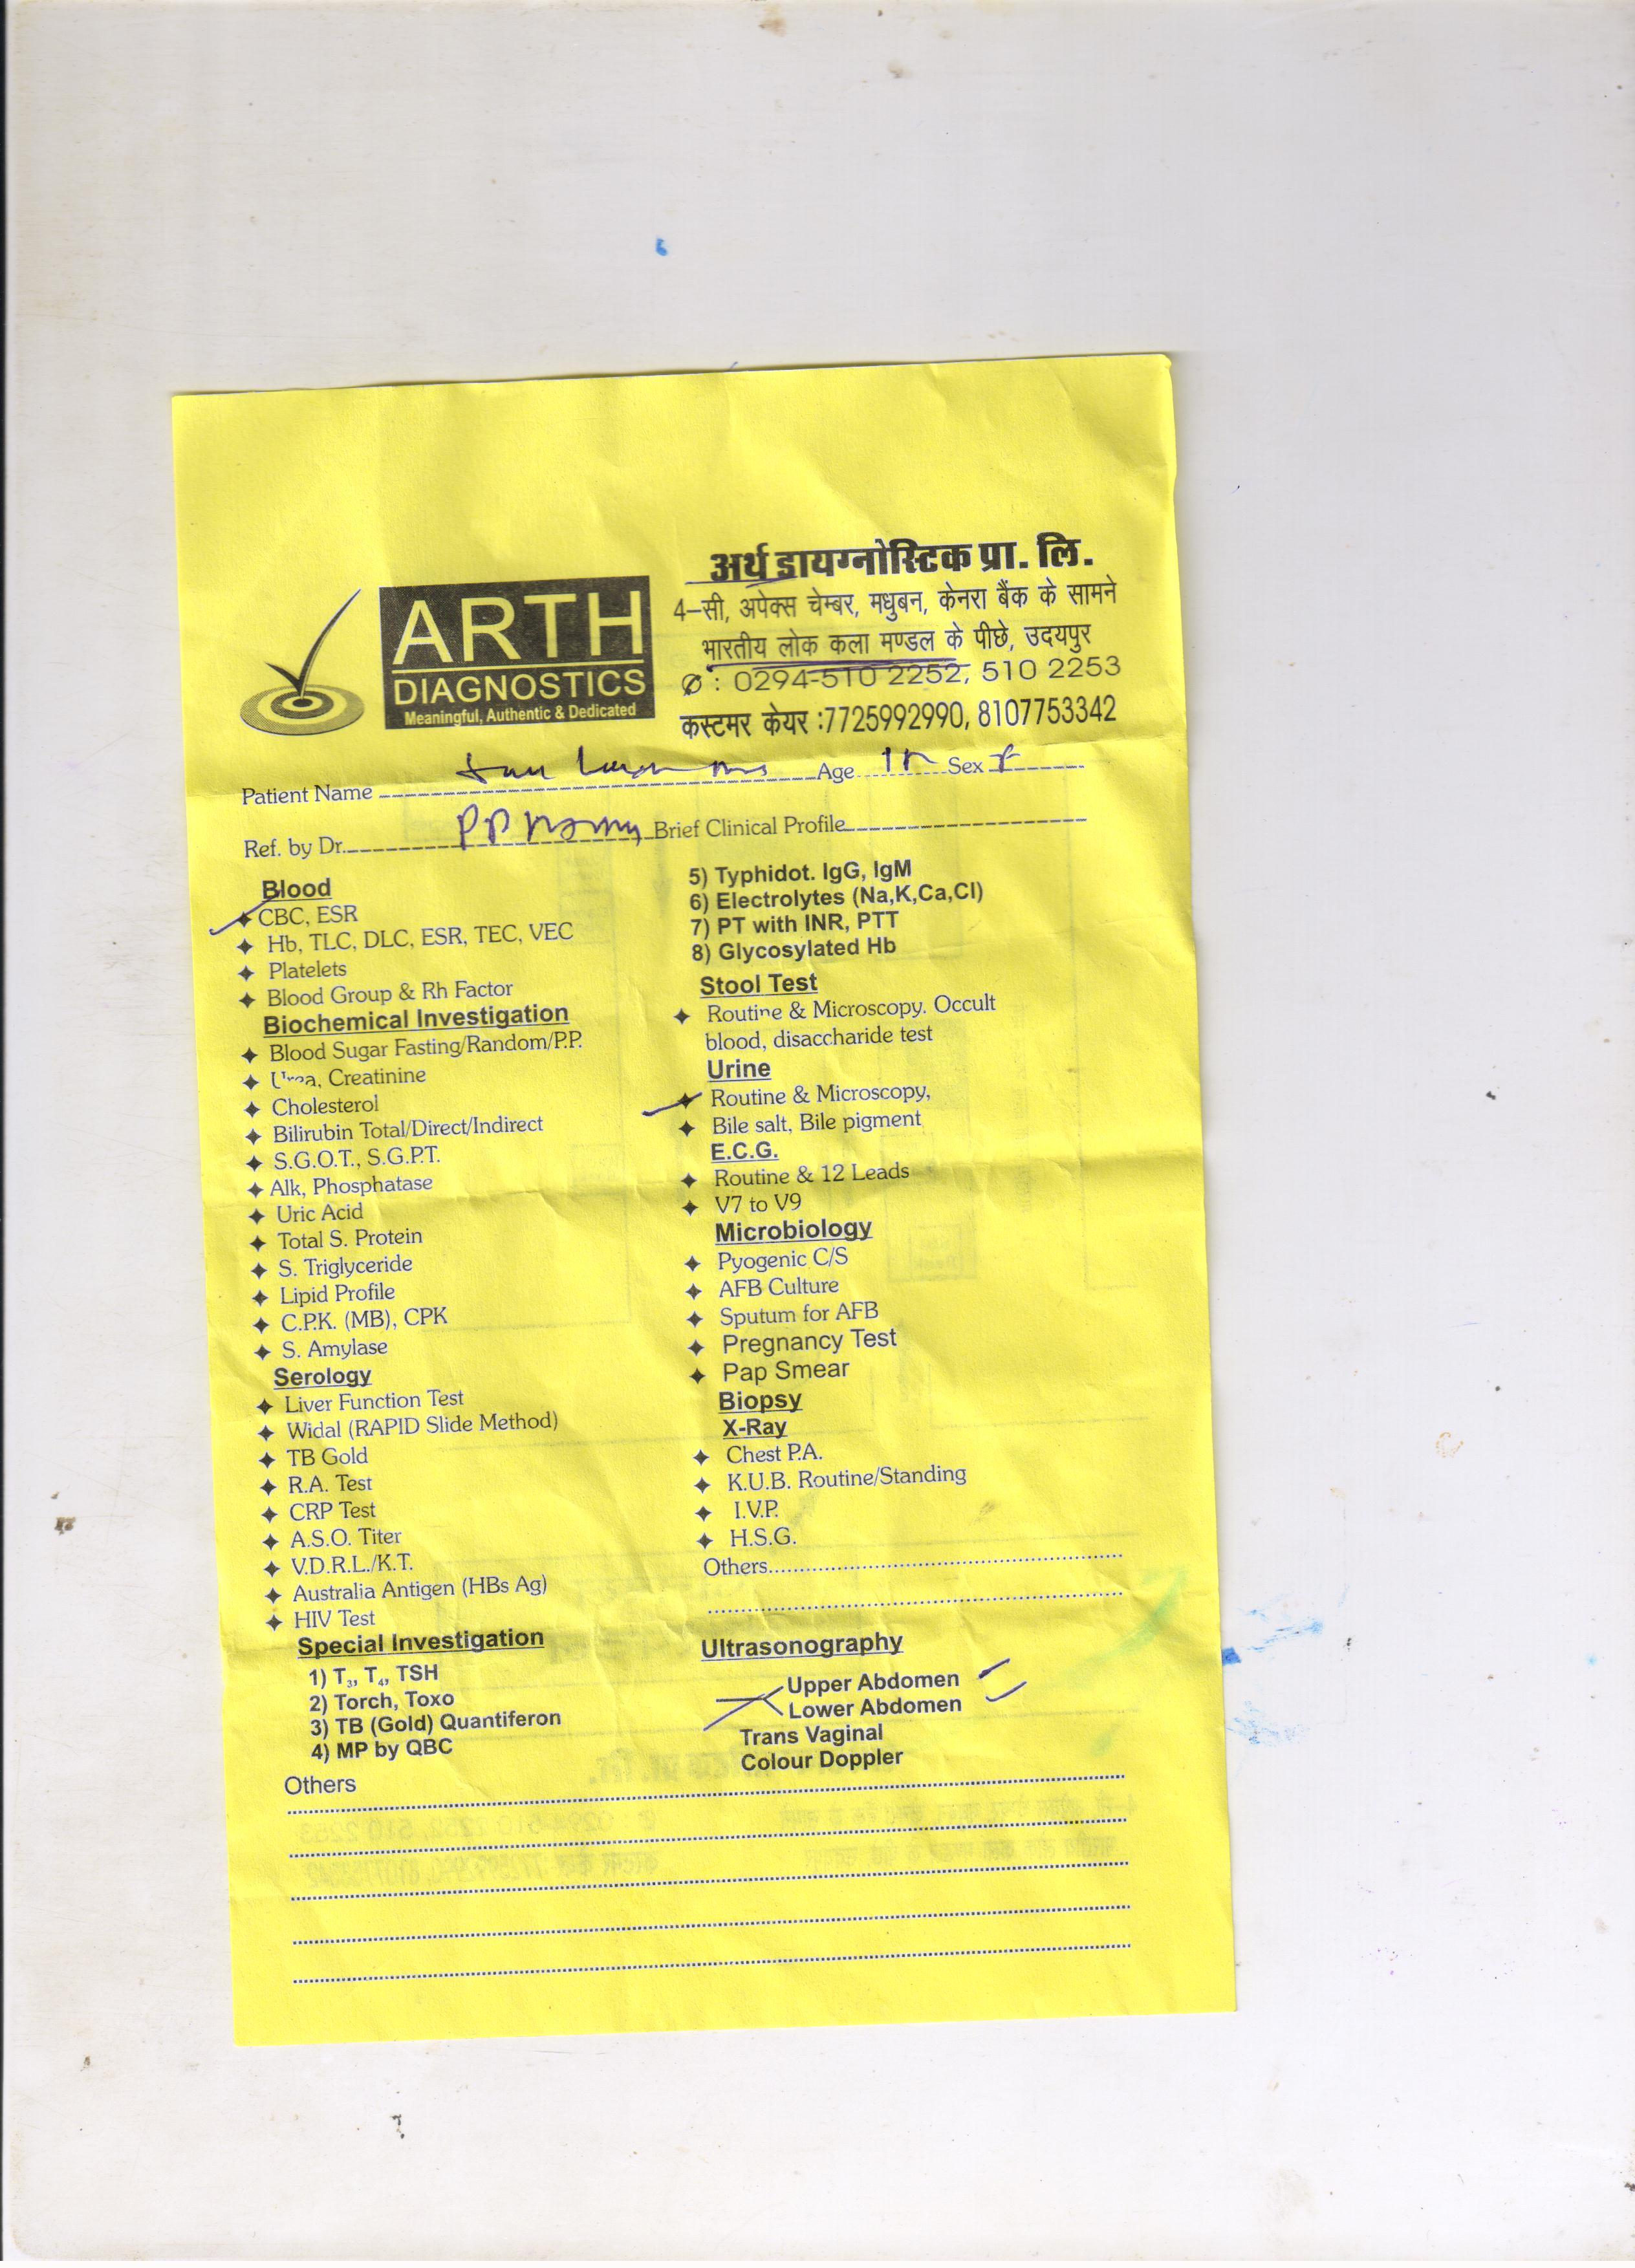 अर्थ डायग्नोस्टिक प्रा. लि.
4–सी, अपेक्स चेम्बर, मधुबन, केनरा बैंक के सामने
भारतीय लोक कला मण्डल के पीछे, उदयपुर
✆ : 0294-510 2252, 510 2253
कस्टमर केयर :7725992990, 8107753342
ARTH
DIAGNOSTICS
Meaningful, Authentic & Dedicated
Patient Name Age Sex
Ref. by Dr. PP Brief Clinical Profile
Blood
CBC, ESR
Hb, TLC, DLC, ESR, TEC, VEC
Platelets
Blood Group & Rh Factor
Biochemical Investigation
Blood Sugar Fasting/Random/P.P.
Urea, Creatinine
Cholesterol
Bilirubin Total/Direct/Indirect
S.G.O.T., S.G.P.T.
Alk, Phosphatase
Uric Acid
Total S. Protein
S. Triglyceride
Lipid Profile
C.P.K. (MB), CPK
S. Amylase
Serology
Liver Function Test
Widal (RAPID Slide Method)
TB Gold
R.A. Test
CRP Test
A.S.O. Titer
V.D.R.L./K.T.
Australia Antigen (HBs Ag)
HIV Test
Special Investigation
1) T3, T4, TSH
2) Torch, Toxo
3) TB (Gold) Quantiferon
4) MP by QBC
5) Typhidot. IgG, IgM
6) Electrolytes (Na,K,Ca,Cl)
7) PT with INR, PTT
8) Glycosylated Hb
Stool Test
Routine & Microscopy. Occult
blood, disaccharide test
Urine
Routine & Microscopy,
Bile salt, Bile pigment
E.C.G.
Routine & 12 Leads
V7 to V9
Microbiology
Pyogenic C/S
AFB Culture
Sputum for AFB
Pregnancy Test
Pap Smear
Biopsy
X-Ray
Chest P.A.
K.U.B. Routine/Standing
I.V.P.
H.S.G.
Others
Ultrasonography
Upper Abdomen
Lower Abdomen
Trans Vaginal
Colour Doppler
Others